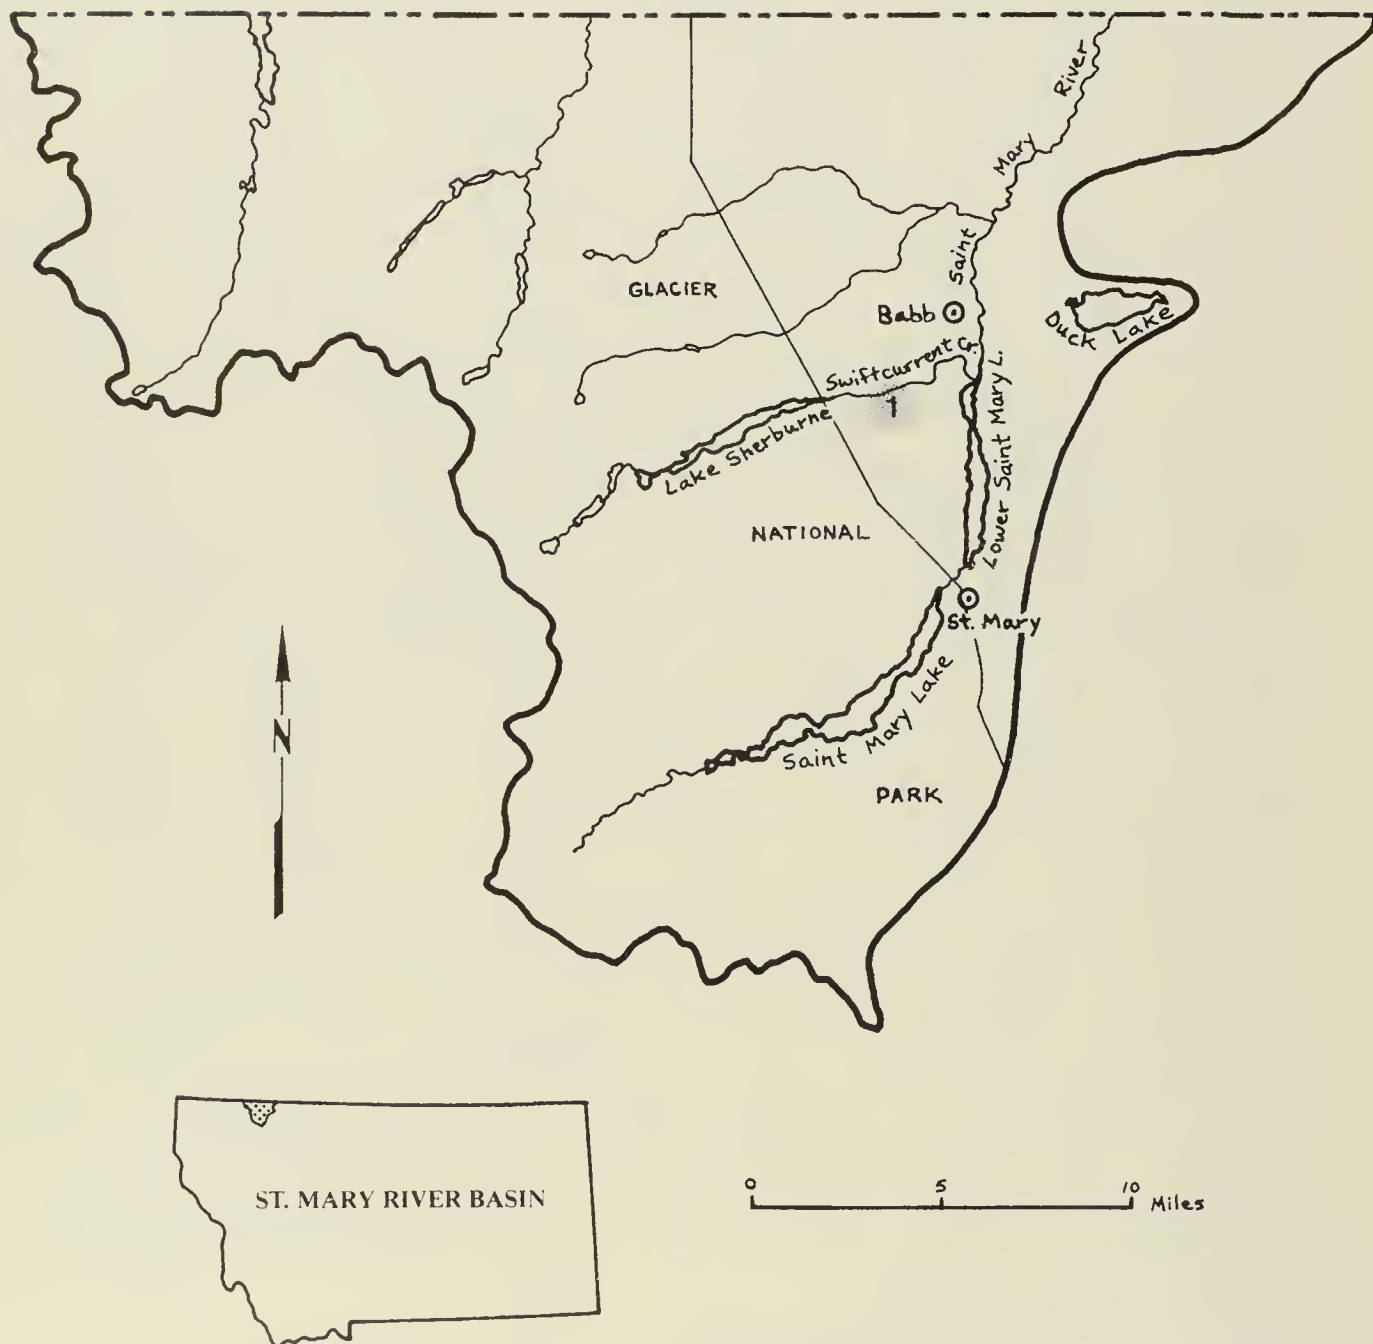 Saint Mary River
GLACIER
Babb
Duck Lake
Swiftcurrent Cr.
1
Lake Sherburne
Lower Saint Mary L.
NATIONAL
St. Mary
Saint Mary Lake
N
PARK
ST. MARY RIVER BASIN
0 5 10 Miles